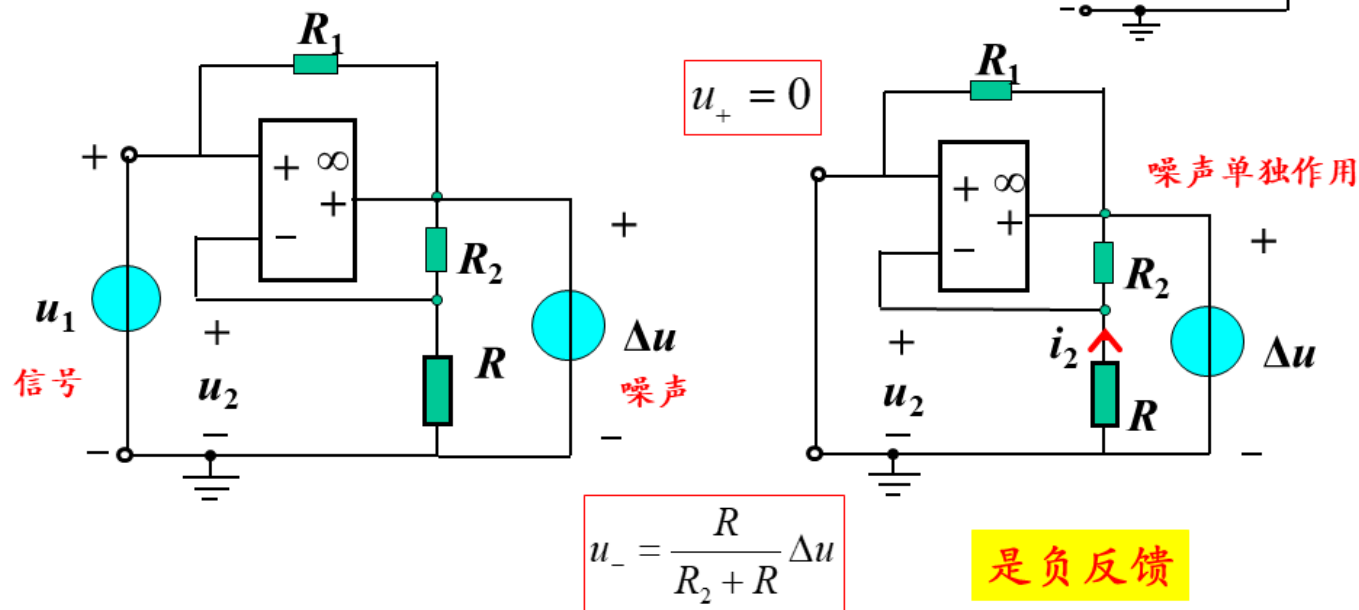 R₁
+
+ ∞
+
−
R₂
+
u₁
信号
+
u₂
−
R
Δu
噪声
−
−
u₊ = 0
−
R₁
+ ∞
+
−
噪声单独作用
R₂
+
+
u₂
−
i₂
R
Δu
−
u₋ = R / (R₂ + R) Δu
是负反馈